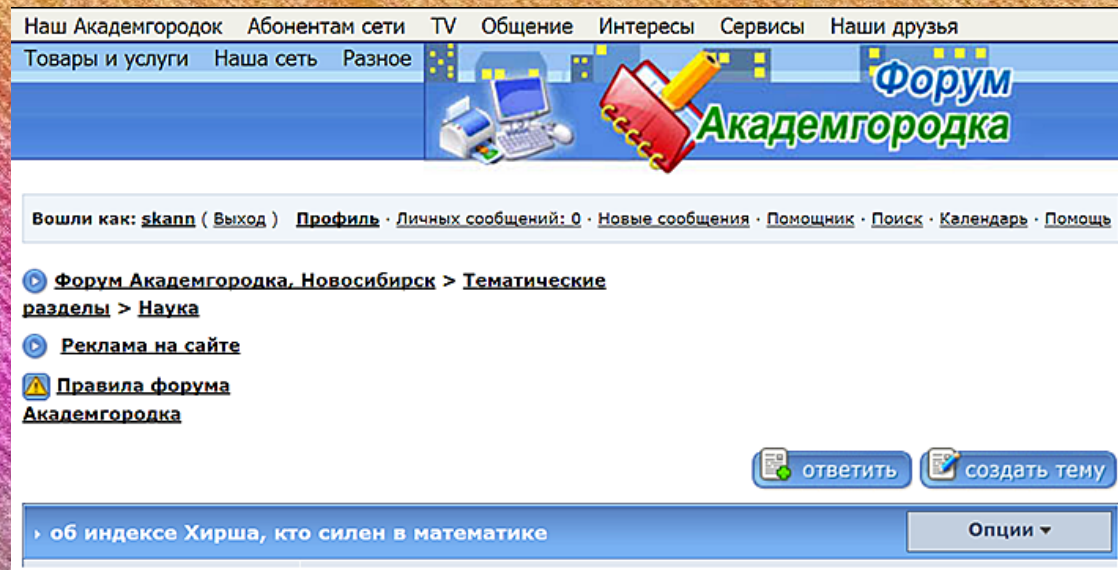 Наш Академгородок Абонентам сети TV Общение Интересы Сервисы Наши друзья
Товары и услуги Наша сеть Разное
Форум
Академгородка
Вошли как: skann ( Выход ) Профиль · Личных сообщений: 0 · Новые сообщения · Помощник · Поиск · Календарь · Помощь
Форум Академгородка, Новосибирск > Тематические
разделы > Наука
Реклама на сайте
Правила форума
Академгородка
ответить создать тему
› об индексе Хирша, кто силен в математике Опции ▾